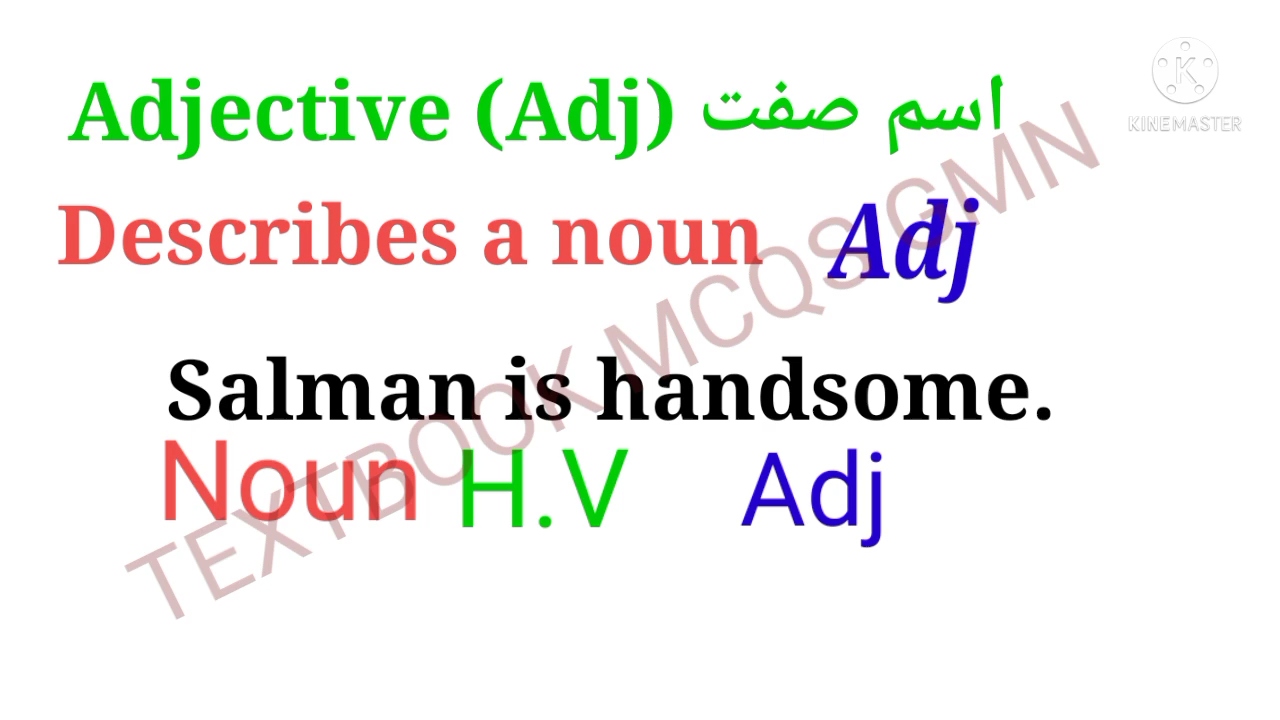 Adjective (Adj) اسم صفت
Describes a noun Adj
Salman is handsome.
Noun H.V Adj
TEXTBOOK MCQS GMN
K
KINEMASTER